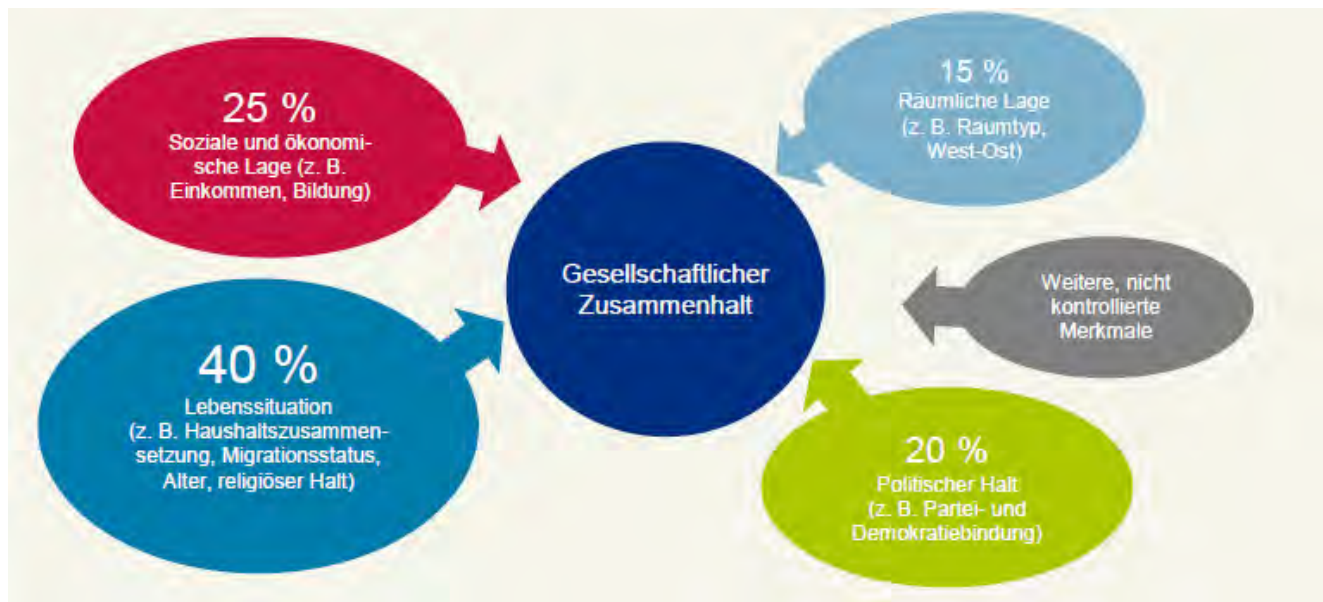 25 %
Soziale und ökonomi-
sche Lage (z. B.
Einkommen, Bildung)
15 %
Räumliche Lage
(z. B. Raumtyp,
West-Ost)
Gesellschaftlicher
Zusammenhalt
Weitere, nicht
kontrollierte
Merkmale
40 %
Lebenssituation
(z. B. Haushaltszusammen-
setzung, Migrationsstatus,
Alter, religiöser Halt)
20 %
Politischer Halt
(z. B. Partei- und
Demokratiebindung)